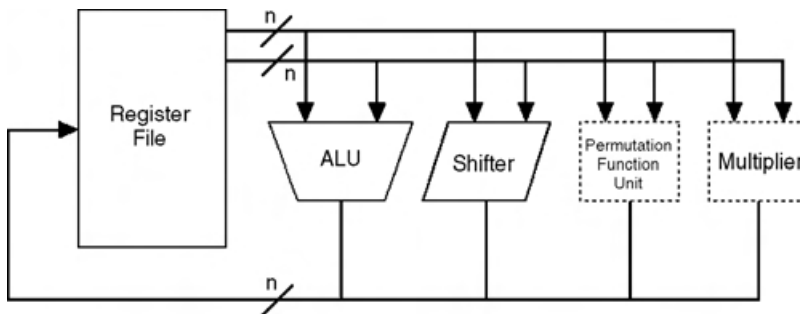 n
n
Register
File
ALU
Shifter
Permutation
Function
Unit
Multiplier
n